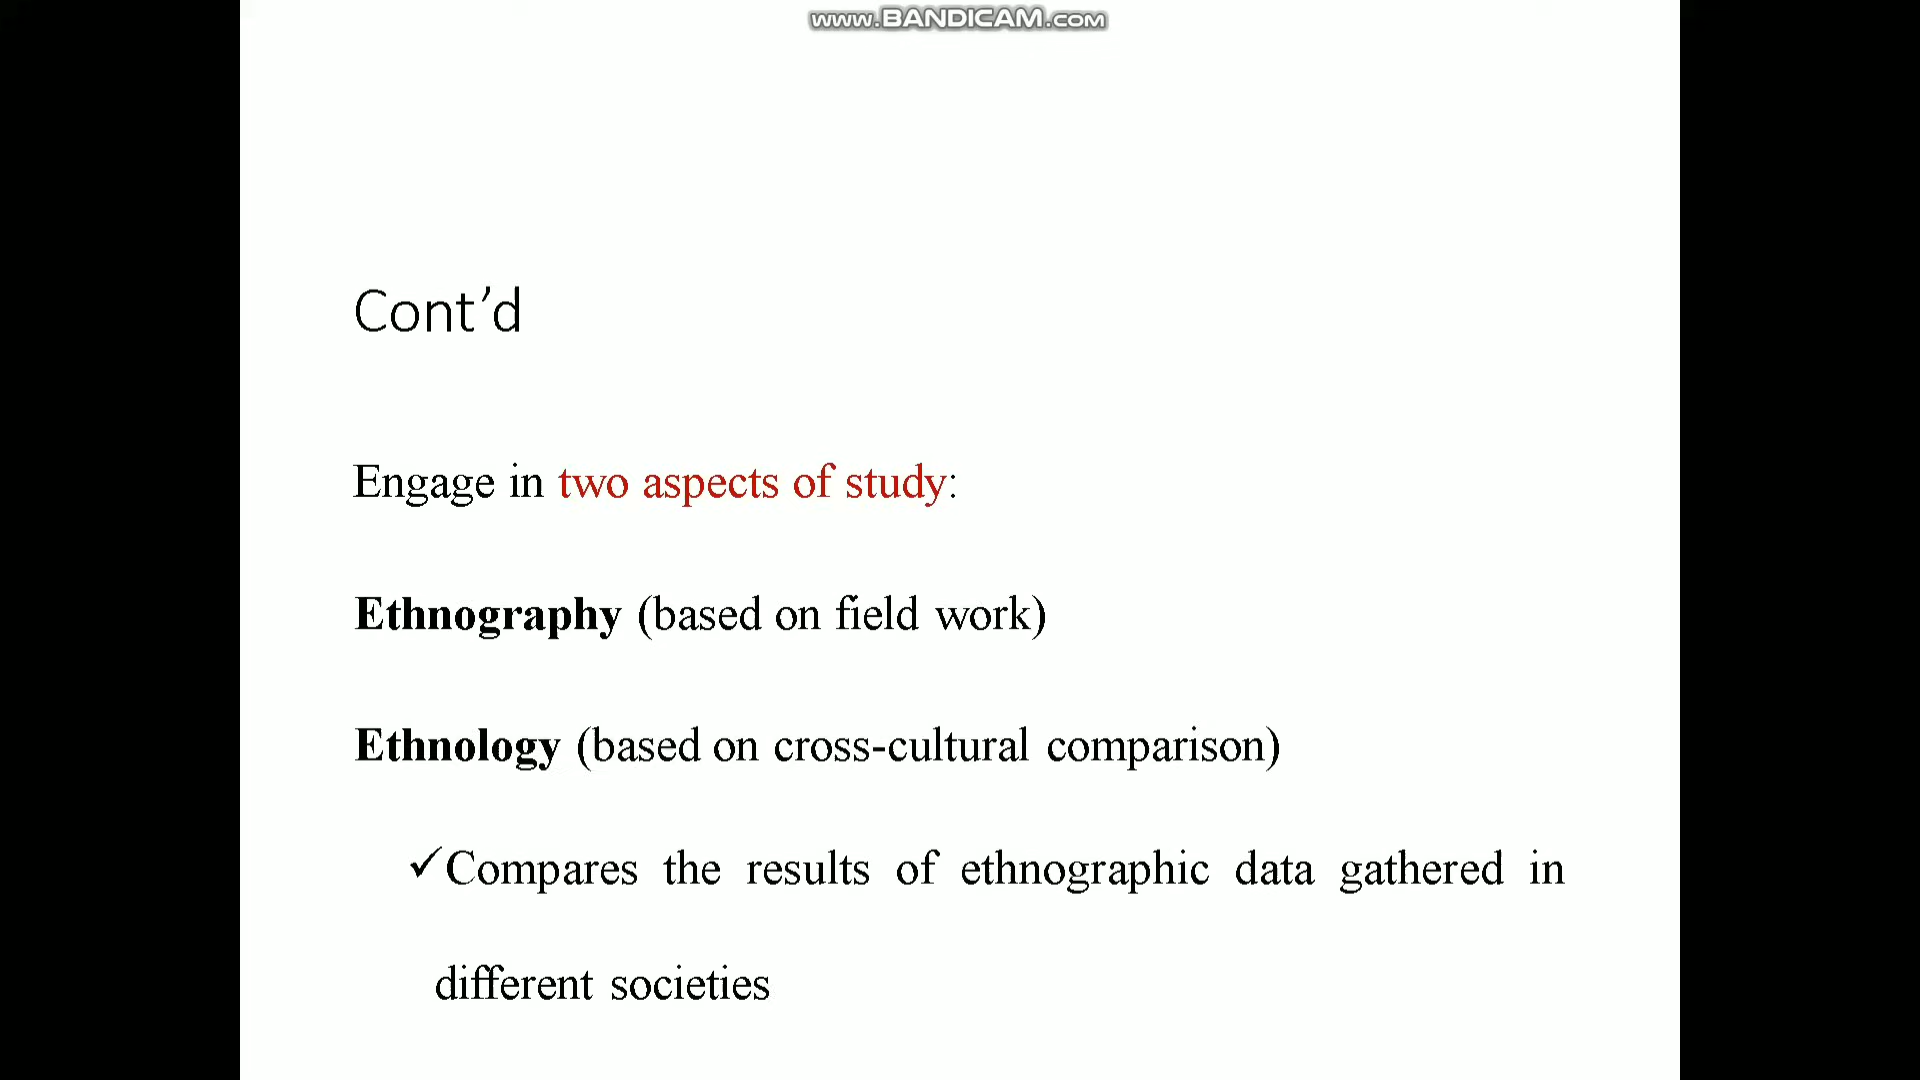 www.BANDICAM.com
Cont’d
Engage in two aspects of study:
Ethnography (based on field work)
Ethnology (based on cross-cultural comparison)
✓Compares the results of ethnographic data gathered in
different societies